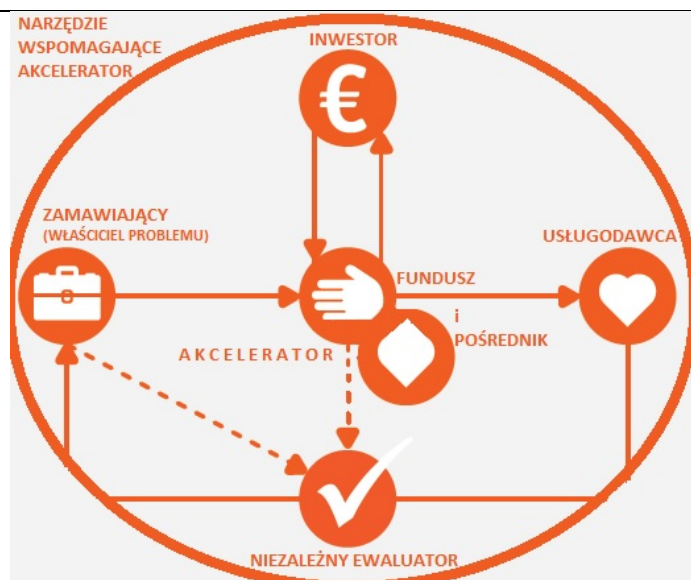 NARZĘDZIE
WSPOMAGAJĄCE
AKCELERATOR
INWESTOR
€
ZAMAWIAJĄCY
(WŁAŚCICIEL PROBLEMU)
USŁUGODAWCA
FUNDUSZ
i
POŚREDNIK
AKCELERATOR
NIEZALEŻNY EWALUATOR